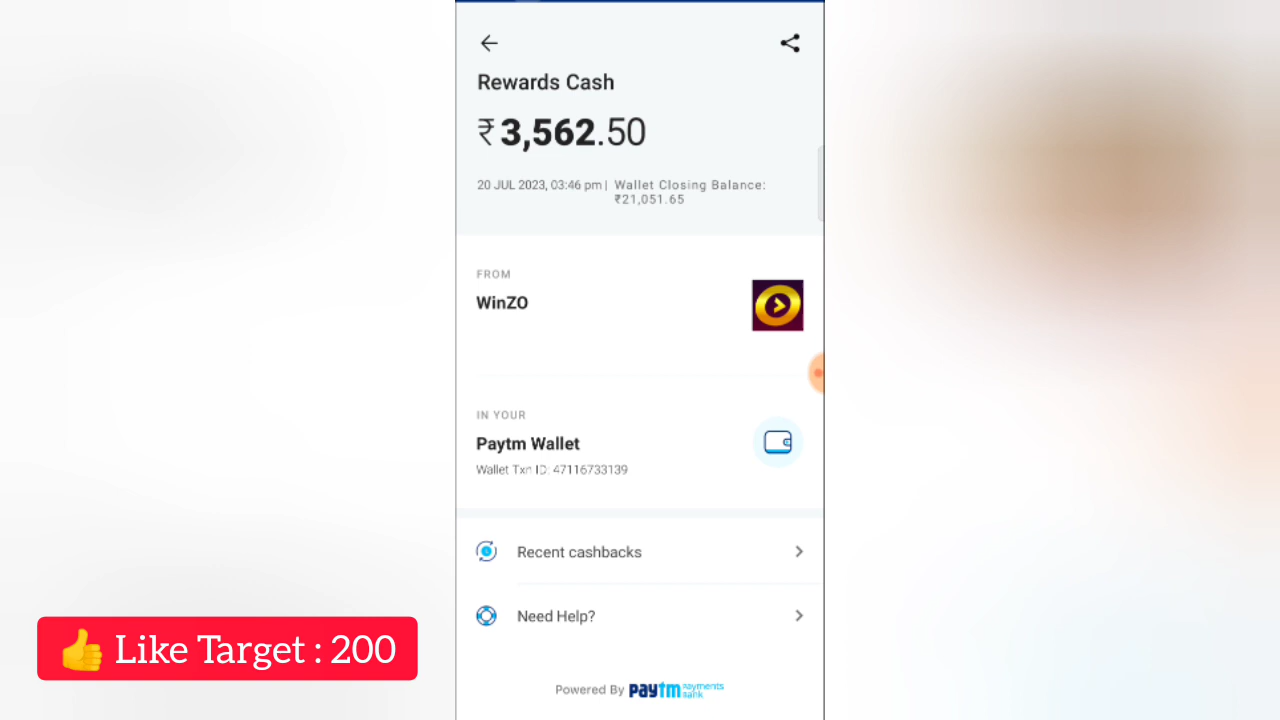 Rewards Cash
₹3,562.50
20 JUL 2023, 03:46 pm | Wallet Closing Balance:
₹21,051.65
FROM
WinZO
IN YOUR
Paytm Wallet
Wallet Txn ID: 47116733139
Recent cashbacks
Need Help?
👍 Like Target : 200
Powered By paytm payments bank